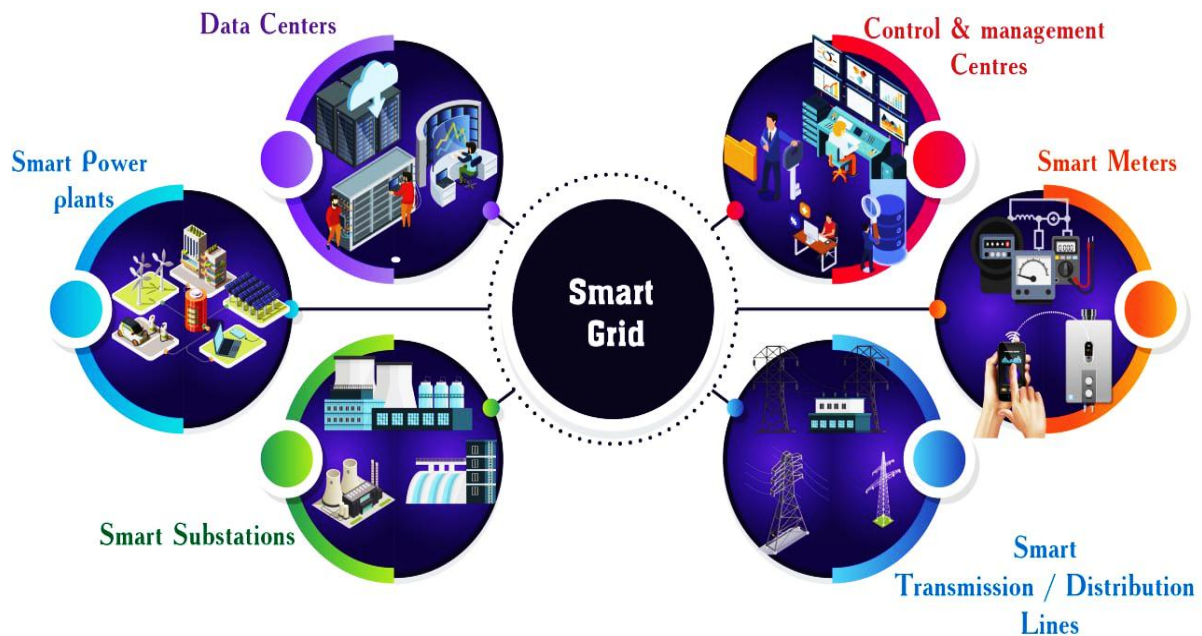 Data Centers
Control & management
Centres
Smart Power
plants
Smart Meters
Smart
Grid
Smart Substations
Smart
Transmission / Distribution
Lines